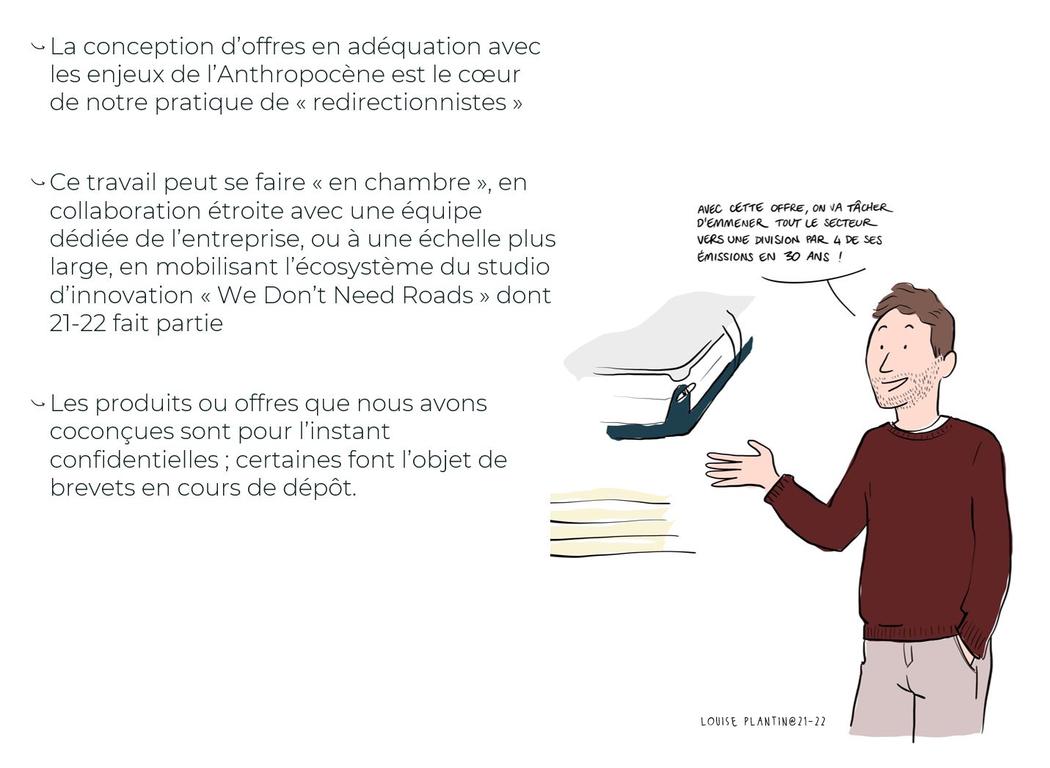 La conception d’offres en adéquation avec
les enjeux de l’Anthropocène est le cœur
de notre pratique de « redirectionnistes »
Ce travail peut se faire « en chambre », en
collaboration étroite avec une équipe
dédiée de l’entreprise, ou à une échelle plus
large, en mobilisant l’écosystème du studio
d’innovation « We Don’t Need Roads » dont
21-22 fait partie
Les produits ou offres que nous avons
coconçues sont pour l’instant
confidentielles ; certaines font l’objet de
brevets en cours de dépôt.
AVEC CETTE OFFRE, ON VA TÂCHER
D'EMMENER TOUT LE SECTEUR
VERS UNE DIVISION PAR 4 DE SES
ÉMISSIONS EN 30 ANS !
LOUISE PLANTIN@21-22